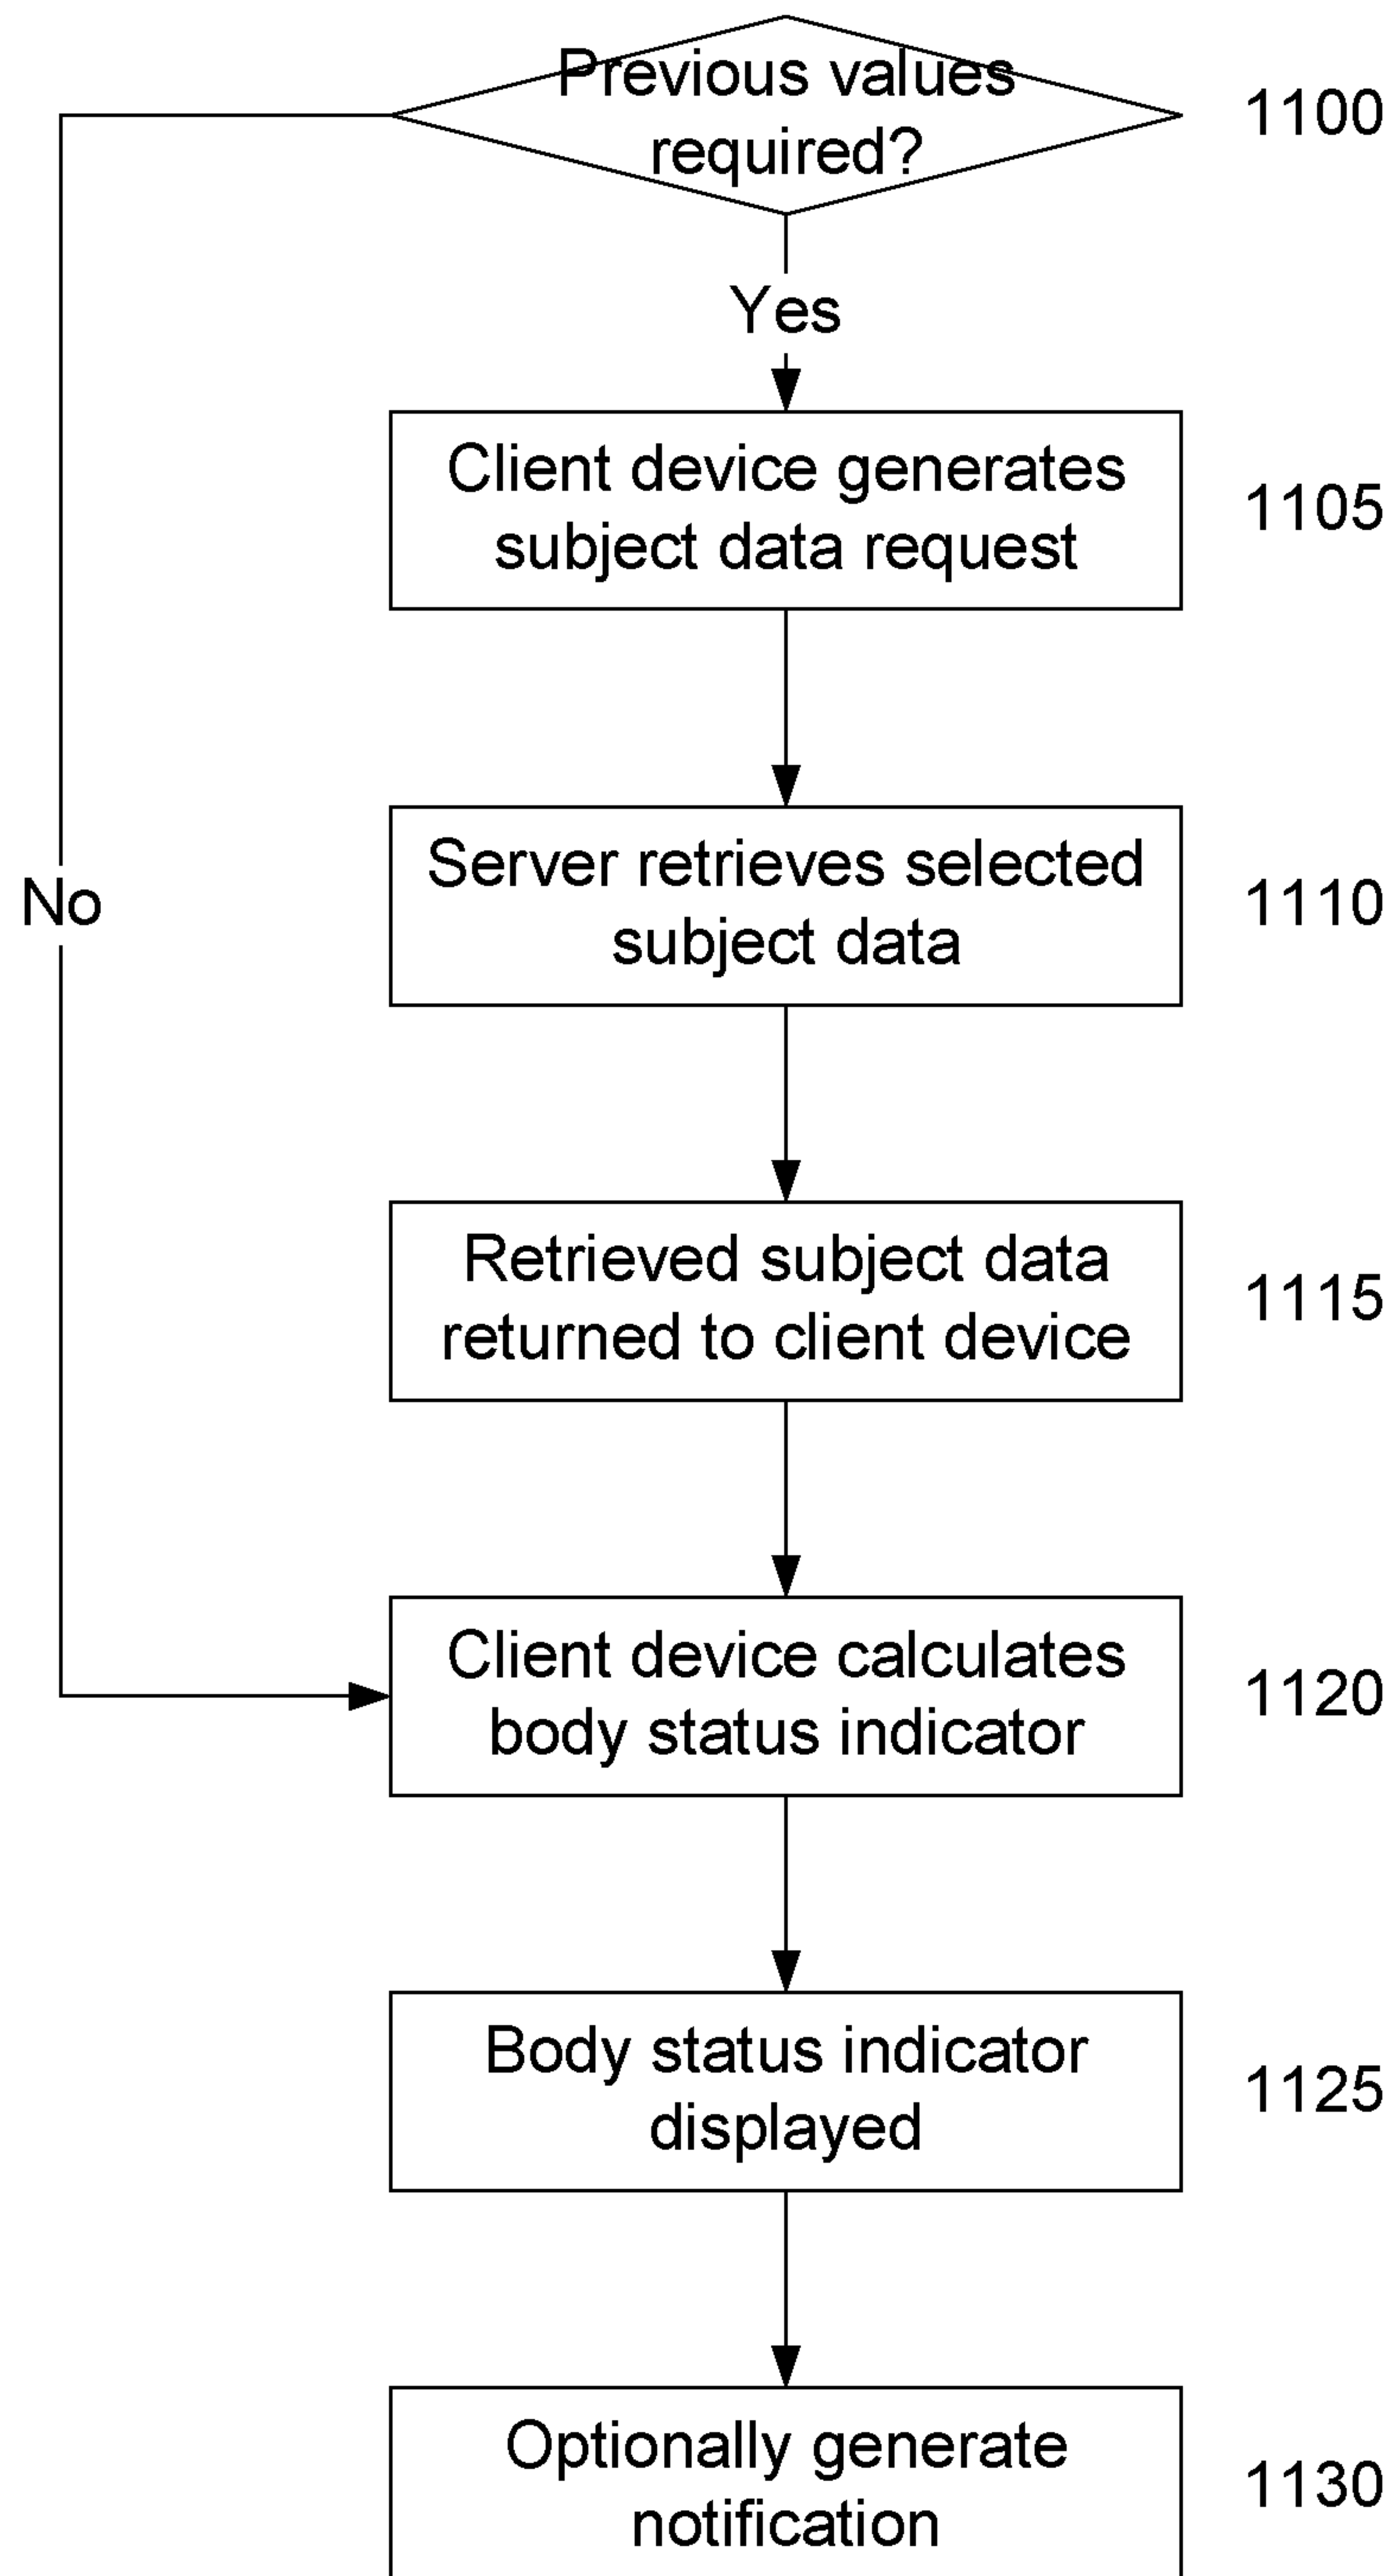 Previous values
required?
1100
Yes
Client device generates
subject data request
1105
Server retrieves selected
subject data
1110
No
Retrieved subject data
returned to client device
1115
Client device calculates
body status indicator
1120
Body status indicator
displayed
1125
Optionally generate
notification
1130